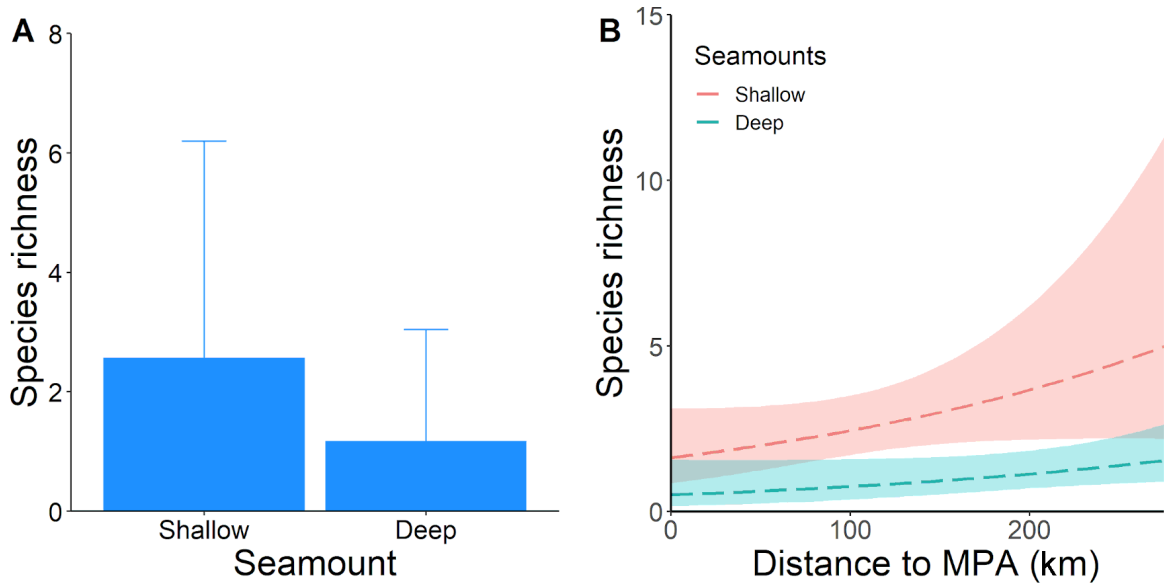 A
8
6
4
2
0
Species richness
Shallow Deep
Seamount
B
15
10
5
0
Species richness
Seamounts
Shallow
Deep
0 100 200
Distance to MPA (km)